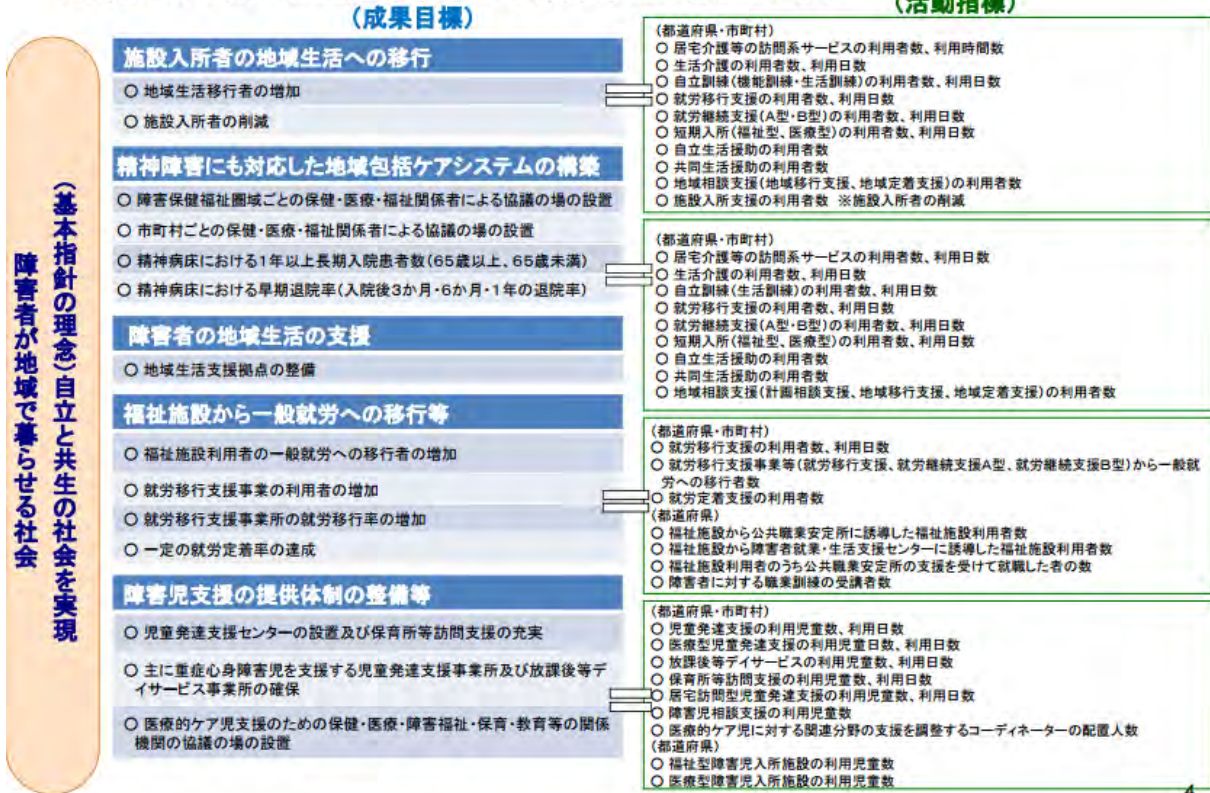 (成果目標)
(活動指標)
(基本指針の理念)自立と共生の社会を実現
障害者が地域で暮らせる社会
施設入所者の地域生活への移行
○ 地域生活移行者の増加
○ 施設入所者の削減
精神障害にも対応した地域包括ケアシステムの構築
○ 障害保健福祉圏域ごとの保健・医療・福祉関係者による協議の場の設置
○ 市町村ごとの保健・医療・福祉関係者による協議の場の設置
○ 精神病床における1年以上長期入院患者数(65歳以上、65歳未満)
○ 精神病床における早期退院率(入院後3か月・6か月・1年の退院率)
障害者の地域生活の支援
○ 地域生活支援拠点の整備
福祉施設から一般就労への移行等
○ 福祉施設利用者の一般就労への移行者の増加
○ 就労移行支援事業の利用者の増加
○ 就労移行支援事業所の就労移行率の増加
○ 一定の就労定着率の達成
障害児支援の提供体制の整備等
○ 児童発達支援センターの設置及び保育所等訪問支援の充実
○ 主に重症心身障害児を支援する児童発達支援事業所及び放課後等デ
イサービス事業所の確保
○ 医療的ケア児支援のための保健・医療・障害福祉・保育・教育等の関係
機関の協議の場の設置
(都道府県・市町村)
○ 居宅介護等の訪問系サービスの利用者数、利用時間数
○ 生活介護の利用者数、利用日数
○ 自立訓練(機能訓練・生活訓練)の利用者数、利用日数
○ 就労移行支援の利用者数、利用日数
○ 就労継続支援(A型・B型)の利用者数、利用日数
○ 短期入所(福祉型、医療型)の利用者数、利用日数
○ 自立生活援助の利用者数
○ 共同生活援助の利用者数
○ 地域相談支援(地域移行支援、地域定着支援)の利用者数
○ 施設入所支援の利用者数 ※施設入所者の削減
(都道府県・市町村)
○ 居宅介護等の訪問系サービスの利用者数、利用日数
○ 生活介護の利用者数、利用日数
○ 自立訓練(生活訓練)の利用者数、利用日数
○ 就労移行支援の利用者数、利用日数
○ 就労継続支援(A型・B型)の利用者数、利用日数
○ 短期入所(福祉型、医療型)の利用者数、利用日数
○ 自立生活援助の利用者数
○ 共同生活援助の利用者数
○ 地域相談支援(計画相談支援、地域移行支援、地域定着支援)の利用者数
(都道府県・市町村)
○ 就労移行支援の利用者数、利用日数
○ 就労移行支援事業等(就労移行支援、就労継続支援A型、就労継続支援B型)から一般就
労への移行者数
○ 就労定着支援の利用者数
(都道府県)
○ 福祉施設から公共職業安定所に誘導した福祉施設利用者数
○ 福祉施設から障害者就業・生活支援センターに誘導した福祉施設利用者数
○ 福祉施設利用者のうち公共職業安定所の支援を受けて就職した者の数
○ 障害者に対する職業訓練の受講者数
(都道府県・市町村)
○ 児童発達支援の利用児童数、利用日数
○ 医療型児童発達支援の利用児童日数、利用日数
○ 放課後等デイサービスの利用児童数、利用日数
○ 保育所等訪問支援の利用児童数、利用日数
○ 居宅訪問型児童発達支援の利用児童数、利用日数
○ 障害児相談支援の利用児童数
○ 医療的ケア児に対する関連分野の支援を調整するコーディネーターの配置人数
(都道府県)
○ 福祉型障害児入所施設の利用児童数
○ 医療型障害児入所施設の利用児童数
4